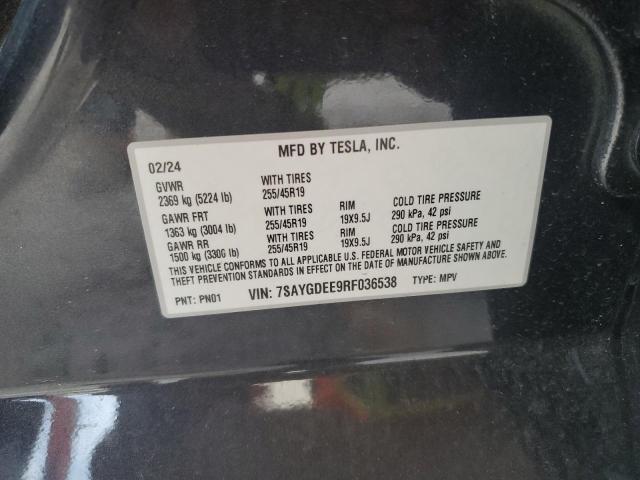 MFD BY TESLA, INC.
02/24
GVWR WITH TIRES
2369 kg (5224 lb) 255/45R19
GAWR FRT WITH TIRES RIM COLD TIRE PRESSURE
1363 kg (3004 lb) 255/45R19 19X9.5J 290 kPa, 42 psi
GAWR RR WITH TIRES RIM COLD TIRE PRESSURE
1500 kg (330G lb) 255/45R19 19X9.5J 290 kPa, 42 psi
THIS VEHICLE CONFORMS TO ALL APPLICABLE U.S. FEDERAL MOTOR VEHICLE SAFETY AND
THEFT PREVENTION STANDARDS IN EFFECT ON THE DATE OF MANUFACTURE SHOWN ABOVE.
PNT: PN01 VIN: 7SAYGDEE9RF036538 TYPE: MPV